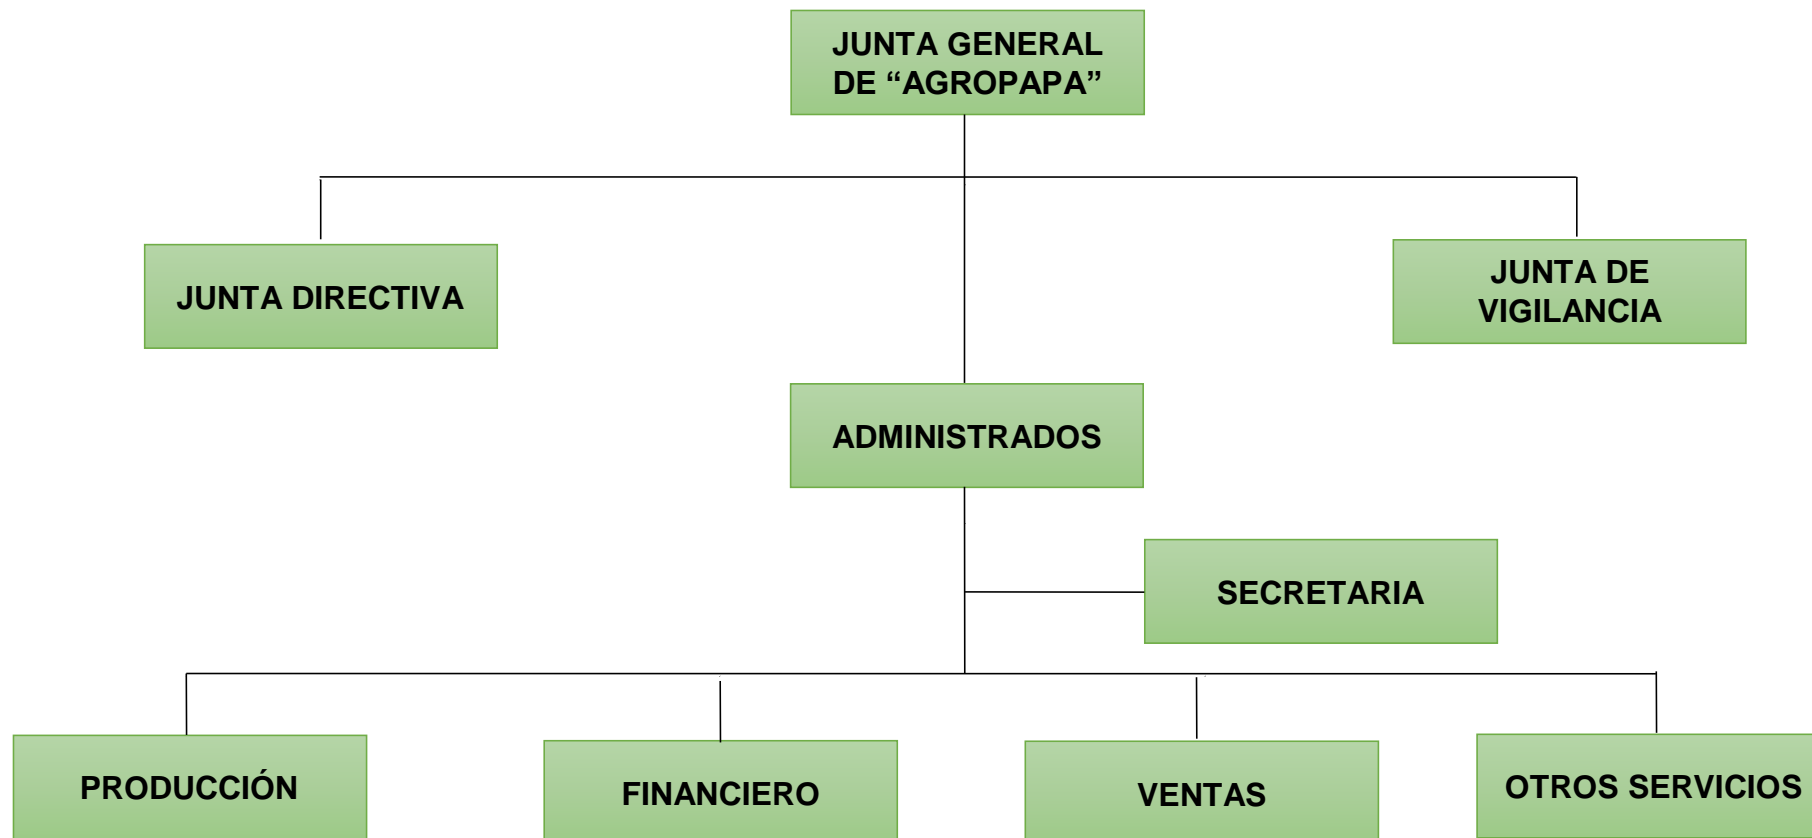 JUNTA GENERAL
DE “AGROPAPA”
JUNTA DIRECTIVA
JUNTA DE
VIGILANCIA
ADMINISTRADOS
SECRETARIA
PRODUCCIÓN
FINANCIERO
VENTAS
OTROS SERVICIOS